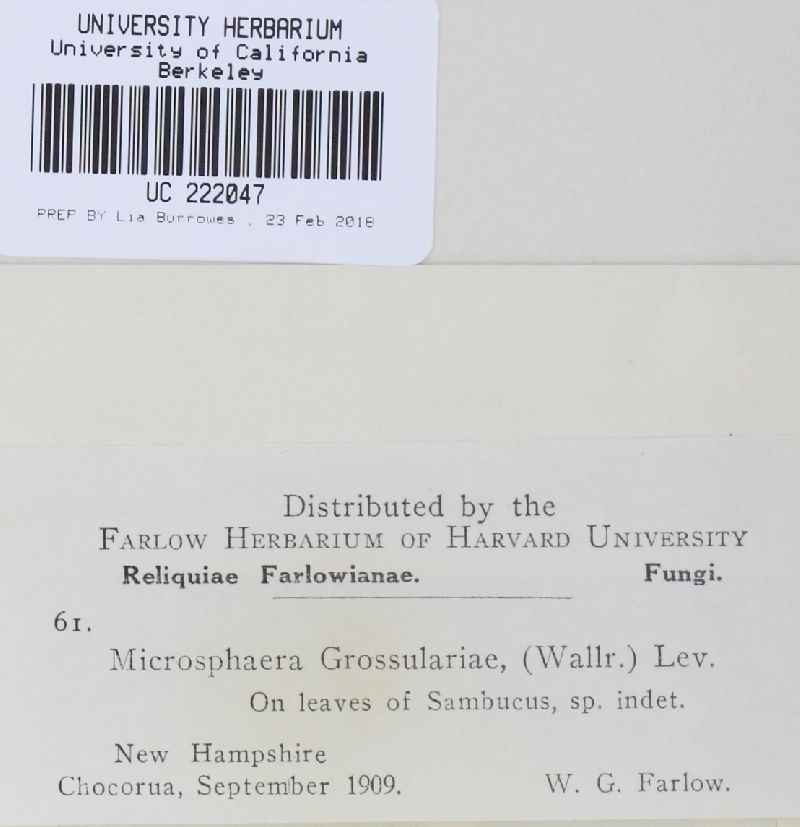 UNIVERSITY HERBARIUM
University of California
Berkeley
UC 222047
PREP BY Lia Burrowes , 23 Feb 2018
Distributed by the
FARLOW HERBARIUM OF HARVARD UNIVERSITY
Reliquiae Farlowianae. Fungi.
61.
Microsphaera Grossulariae, (Wallr.) Lev.
On leaves of Sambucus, sp. indet.
New Hampshire
Chocorua, September 1909. W. G. Farlow.